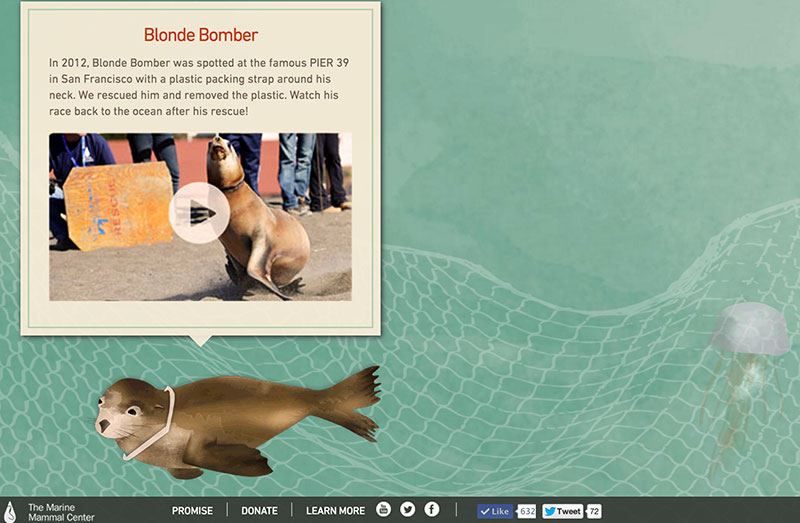 Blonde Bomber
In 2012, Blonde Bomber was spotted at the famous PIER 39
in San Francisco with a plastic packing strap around his
neck. We rescued him and removed the plastic. Watch his
race back to the ocean after his rescue!
RESCUE
The Marine
Mammal Center
PROMISE
DONATE
LEARN MORE
Like
632
Tweet
72